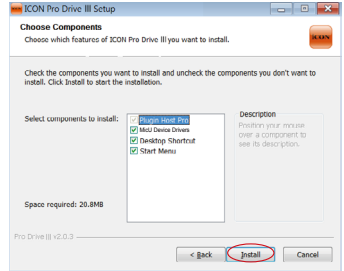 ICON Pro Drive III Setup
Choose Components
Choose which features of ICON Pro Drive III you want to install.
ICON
Check the components you want to install and uncheck the components you don't want to
install. Click Install to start the installation.
Select components to install:
Plugin Host Pro
MidU Device Drivers
Desktop Shortcut
Start Menu
Description
Position your mouse
over a component to
see its description.
Space required: 20.8MB
Pro Drive III v2.0.3
< Back
Install
Cancel